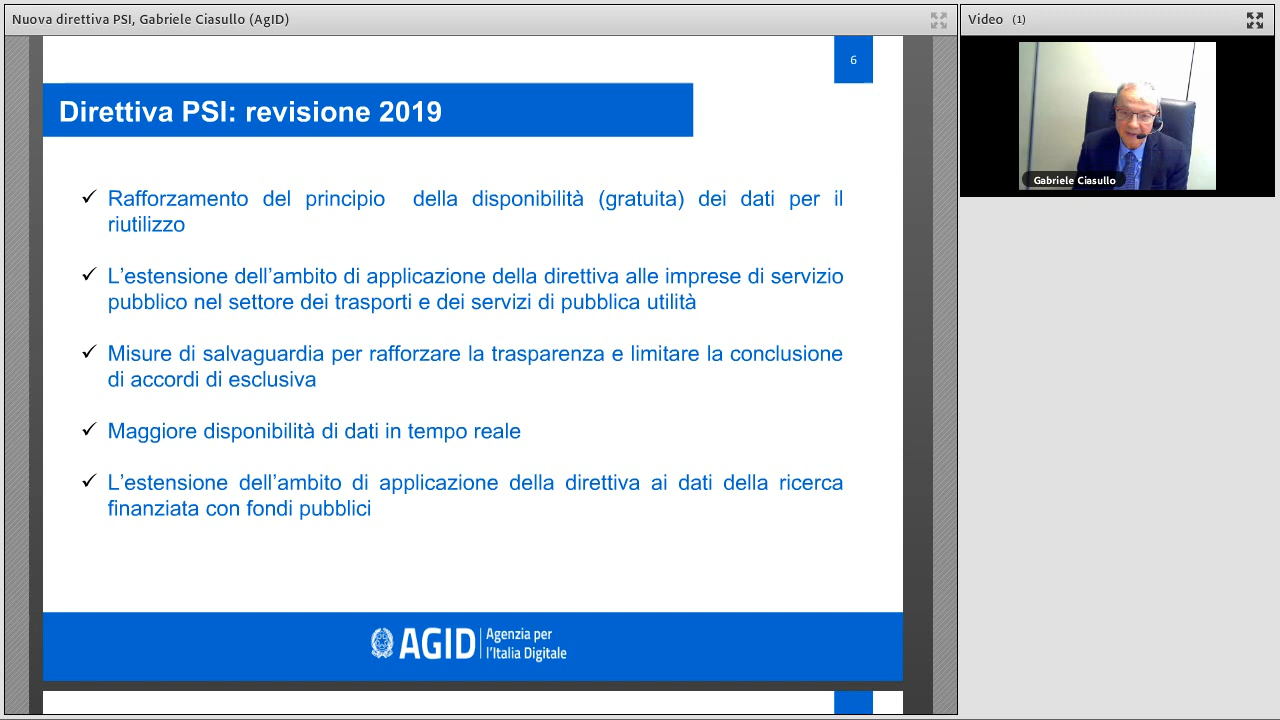 Nuova direttiva PSI, Gabriele Ciasullo (AgID)
Video (1)
6
Direttiva PSI: revisione 2019
Gabriele Ciasullo
Rafforzamento del principio della disponibilità (gratuita) dei dati per il
riutilizzo
L’estensione dell’ambito di applicazione della direttiva alle imprese di servizio
pubblico nel settore dei trasporti e dei servizi di pubblica utilità
Misure di salvaguardia per rafforzare la trasparenza e limitare la conclusione
di accordi di esclusiva
Maggiore disponibilità di dati in tempo reale
L’estensione dell’ambito di applicazione della direttiva ai dati della ricerca
finanziata con fondi pubblici
AGID
Agenzia per
l’Italia Digitale